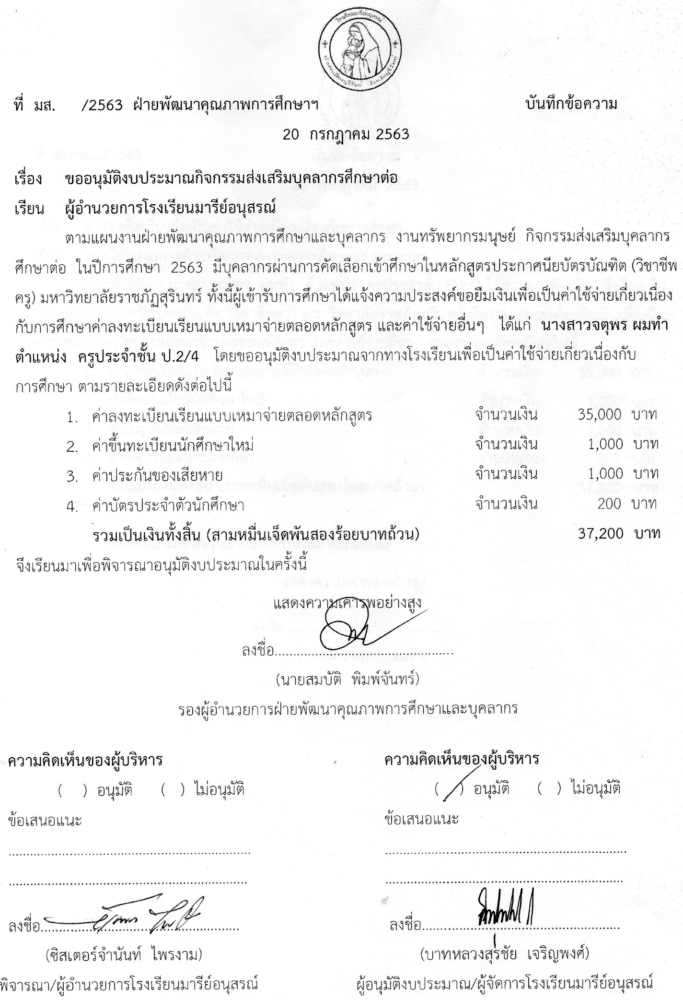 ที่ มส. /2563 ฝ่ายพัฒนาคุณภาพการศึกษาฯ บันทึกข้อความ
20 กรกฎาคม 2563
เรื่อง ขออนุมัติงบประมาณกิจกรรมส่งเสริมบุคลากรศึกษาต่อ
เรียน ผู้อำนวยการโรงเรียนมารีย์อนุสรณ์
ตามแผนงานฝ่ายพัฒนาคุณภาพการศึกษาและบุคลากร งานทรัพยากรมนุษย์ กิจกรรมส่งเสริมบุคลากร
ศึกษาต่อ ในปีการศึกษา 2563 มีบุคลากรผ่านการคัดเลือกเข้าศึกษาในหลักสูตรประกาศนียบัตรบัณฑิต (วิชาชีพ
ครู) มหาวิทยาลัยราชภัฏสุรินทร์ ทั้งนี้ผู้เข้ารับการศึกษาได้แจ้งความประสงค์ขอยืมเงินเพื่อเป็นค่าใช้จ่ายเกี่ยวเนื่อง
กับการศึกษาค่าลงทะเบียนเรียนแบบเหมาจ่ายตลอดหลักสูตร และค่าใช้จ่ายอื่นๆ ได้แก่ นางสาวจตุพร ผมทำ
ตำแหน่ง ครูประจำชั้น ป.2/4 โดยขออนุมัติงบประมาณจากทางโรงเรียนเพื่อเป็นค่าใช้จ่ายเกี่ยวเนื่องกับ
การศึกษา ตามรายละเอียดดังต่อไปนี้
1. ค่าลงทะเบียนเรียนแบบเหมาจ่ายตลอดหลักสูตร จำนวนเงิน 35,000 บาท
2. ค่าขึ้นทะเบียนนักศึกษาใหม่ จำนวนเงิน 1,000 บาท
3. ค่าประกันของเสียหาย จำนวนเงิน 1,000 บาท
4. ค่าบัตรประจำตัวนักศึกษา จำนวนเงิน 200 บาท
รวมเป็นเงินทั้งสิ้น (สามหมื่นเจ็ดพันสองร้อยบาทถ้วน) 37,200 บาท
จึงเรียนมาเพื่อพิจารณาอนุมัติงบประมาณในครั้งนี้
แสดงความเคารพอย่างสูง
ลงชื่อ................................................
(นายสมบัติ พิมพ์จันทร์)
รองผู้อำนวยการฝ่ายพัฒนาคุณภาพการศึกษาและบุคลากร
ความคิดเห็นของผู้บริหาร ความคิดเห็นของผู้บริหาร
( ) อนุมัติ ( ) ไม่อนุมัติ ( / ) อนุมัติ ( ) ไม่อนุมัติ
ข้อเสนอแนะ ข้อเสนอแนะ
ลงชื่อ................................................ ลงชื่อ................................................
(ซิสเตอร์จำนันท์ ไพรงาม) (บาทหลวงสุรชัย เจริญพงศ์)
พิจารณา/ผู้อำนวยการโรงเรียนมารีย์อนุสรณ์ ผู้อนุมัติงบประมาณ/ผู้จัดการโรงเรียนมารีย์อนุสรณ์